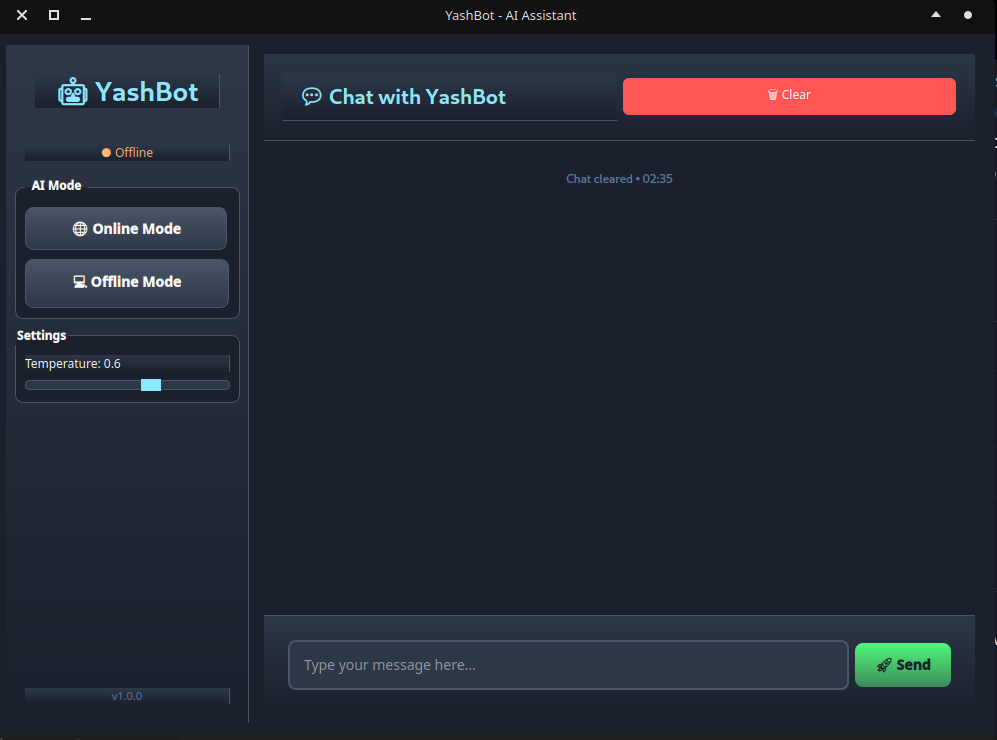 YashBot - AI Assistant
YashBot
Offline
AI Mode
Online Mode
Offline Mode
Settings
Temperature: 0.6
v1.0.0
Chat with YashBot
Clear
Chat cleared • 02:35
Type your message here...
Send